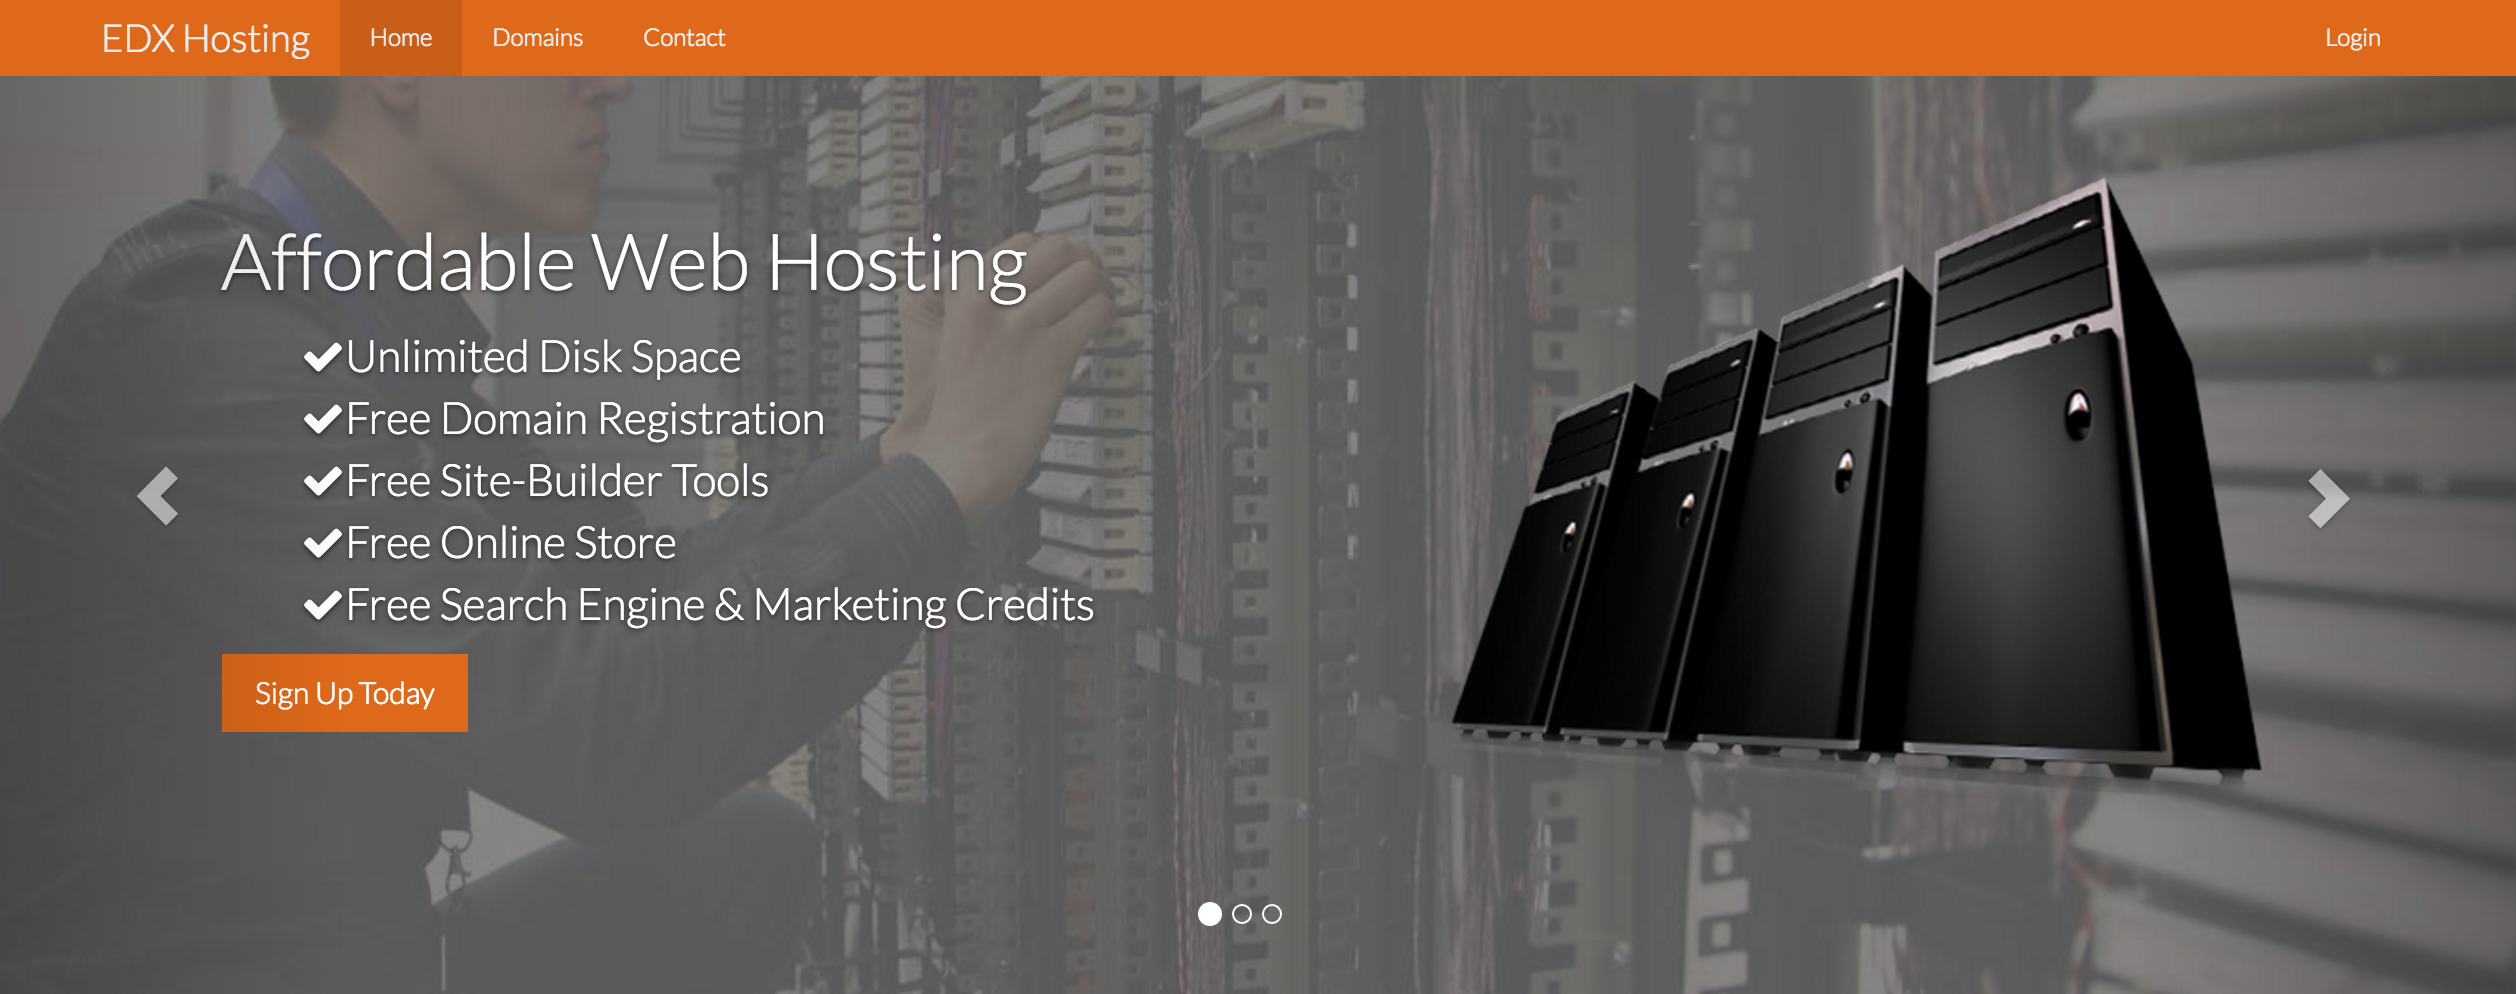 EDX Hosting
Home
Domains
Contact
Login
Affordable Web Hosting
Unlimited Disk Space
Free Domain Registration
Free Site-Builder Tools
Free Online Store
Free Search Engine & Marketing Credits
Sign Up Today